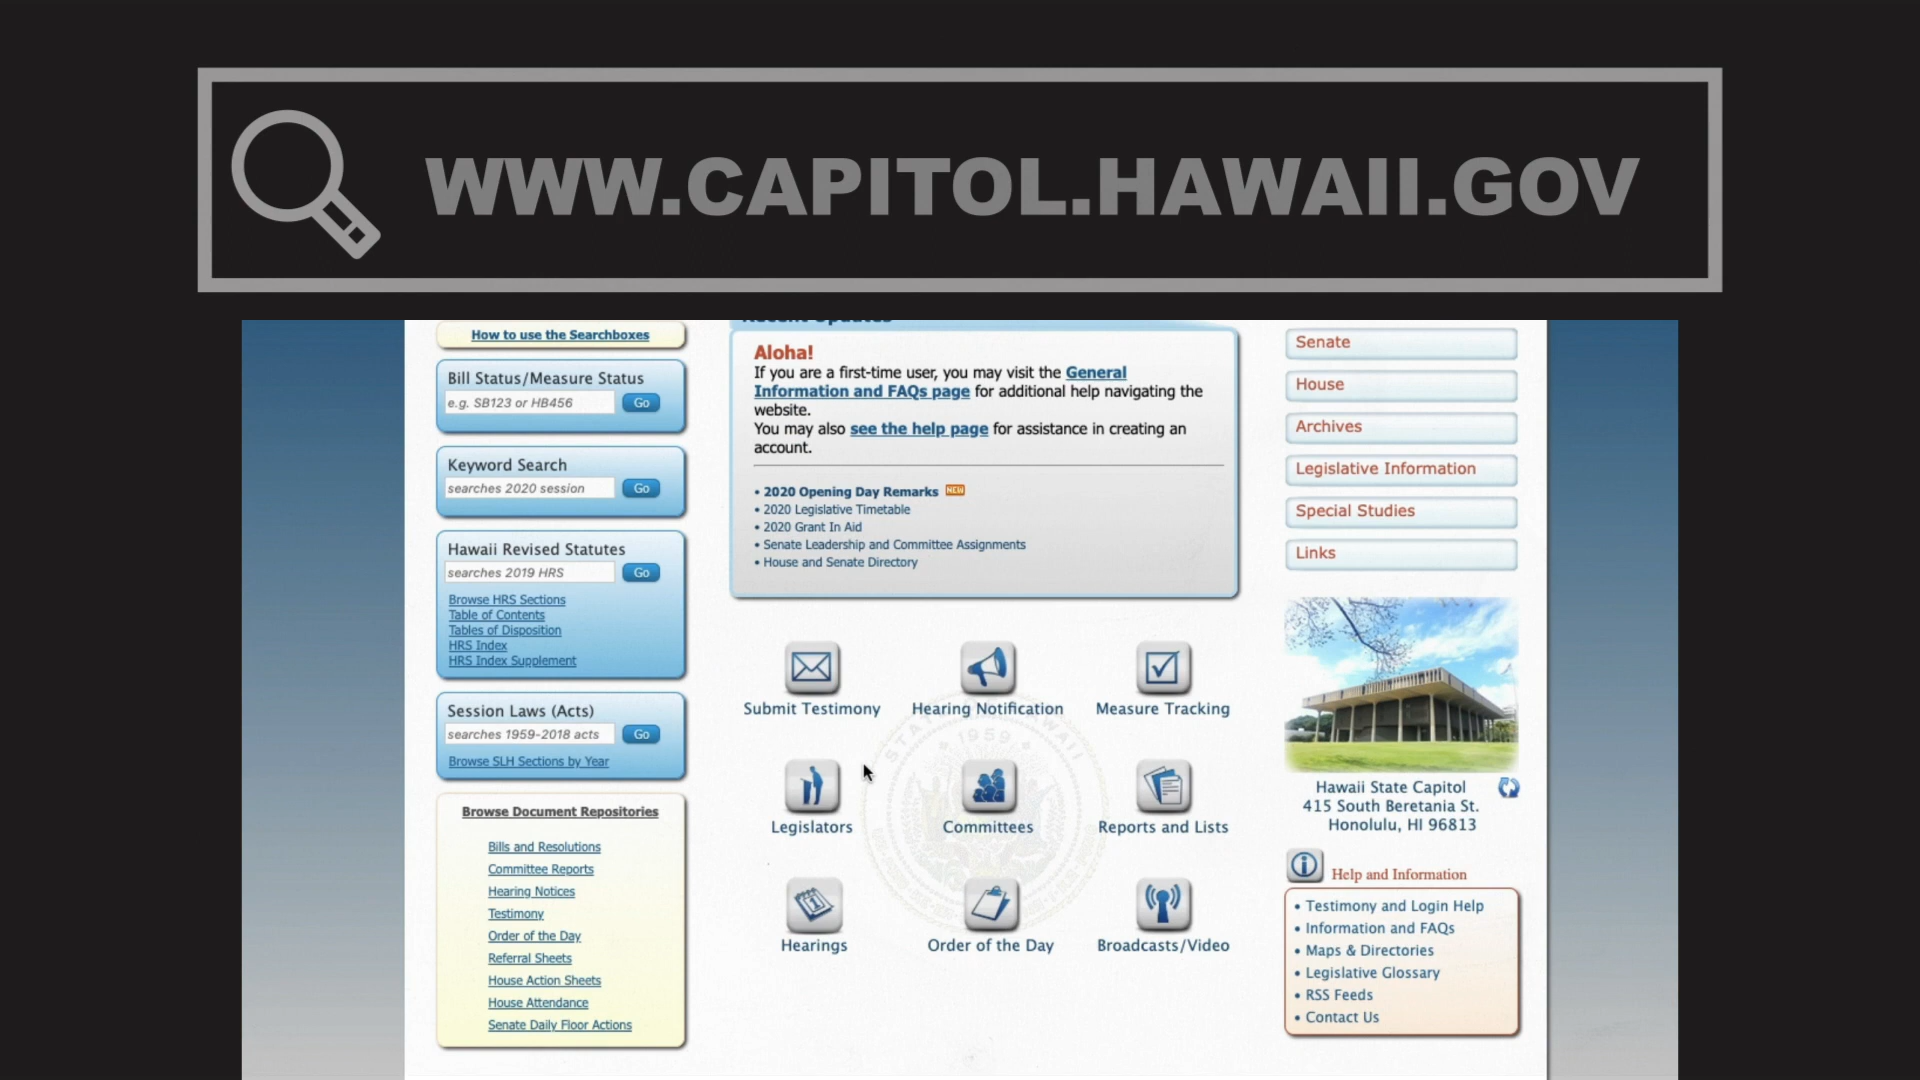 WWW.CAPITOL.HAWAII.GOV
How to use the Searchboxes
Bill Status/Measure Status
e.g. SB123 or HB456
Go
Keyword Search
searches 2020 session
Go
Hawaii Revised Statutes
searches 2019 HRS
Go
Browse HRS Sections
Table of Contents
Tables of Disposition
HRS Index
HRS Index Supplement
Session Laws (Acts)
searches 1959-2018 acts
Go
Browse SLH Sections by Year
Browse Document Repositories
Bills and Resolutions
Committee Reports
Hearing Notices
Testimony
Order of the Day
Referral Sheets
House Action Sheets
House Attendance
Senate Daily Floor Actions
Recent Updates
Aloha!
If you are a first-time user, you may visit the General
Information and FAQs page for additional help navigating the
website.
You may also see the help page for assistance in creating an
account.
• 2020 Opening Day Remarks NEW
• 2020 Legislative Timetable
• 2020 Grant In Aid
• Senate Leadership and Committee Assignments
• House and Senate Directory
Submit Testimony
Hearing Notification
Measure Tracking
STATE OF HAWAII
1959
Legislators
Committees
Reports and Lists
Hearings
Order of the Day
Broadcasts/Video
Senate
House
Archives
Legislative Information
Special Studies
Links
Hawaii State Capitol
415 South Beretania St.
Honolulu, HI 96813
Help and Information
• Testimony and Login Help
• Information and FAQs
• Maps & Directories
• Legislative Glossary
• RSS Feeds
• Contact Us